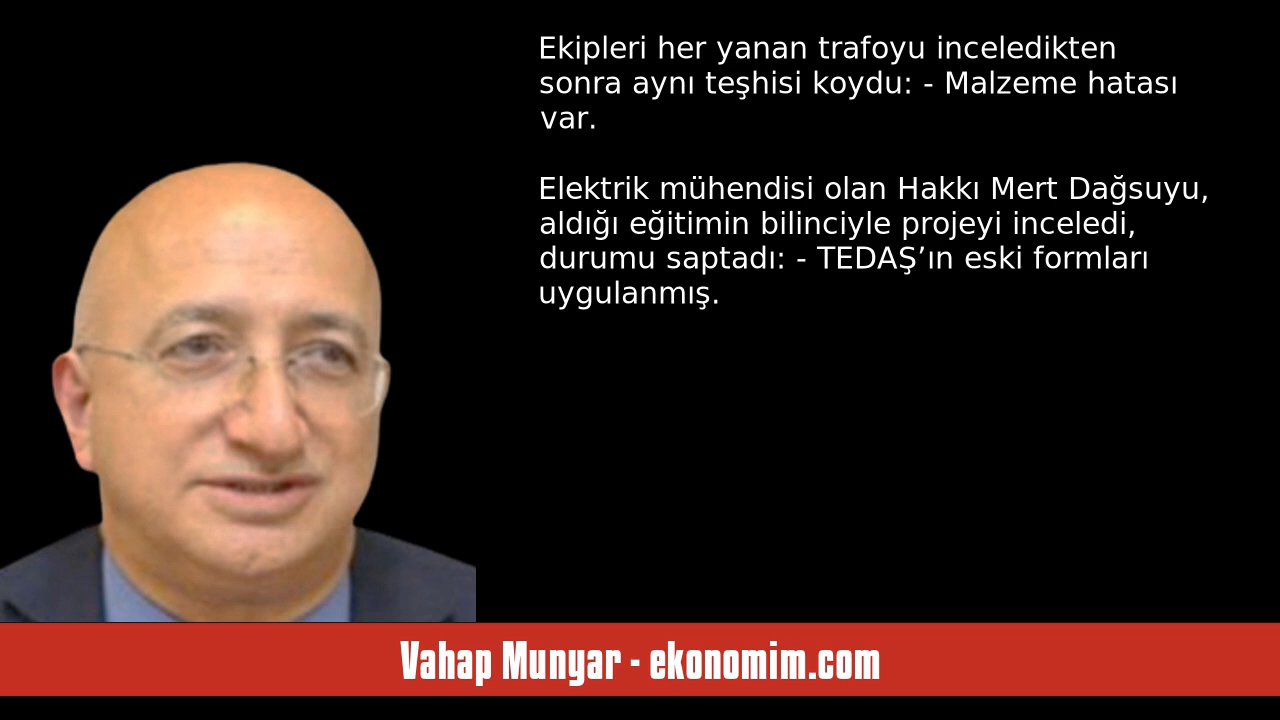 Ekipleri her yanan trafoyu inceledikten
sonra aynı teşhisi koydu: - Malzeme hatası
var.
Elektrik mühendisi olan Hakkı Mert Dağsuyu,
aldığı eğitimin bilinciyle projeyi inceledi,
durumu saptadı: - TEDAŞ’ın eski formları
uygulanmış.
Vahap Munyar - ekonomim.com